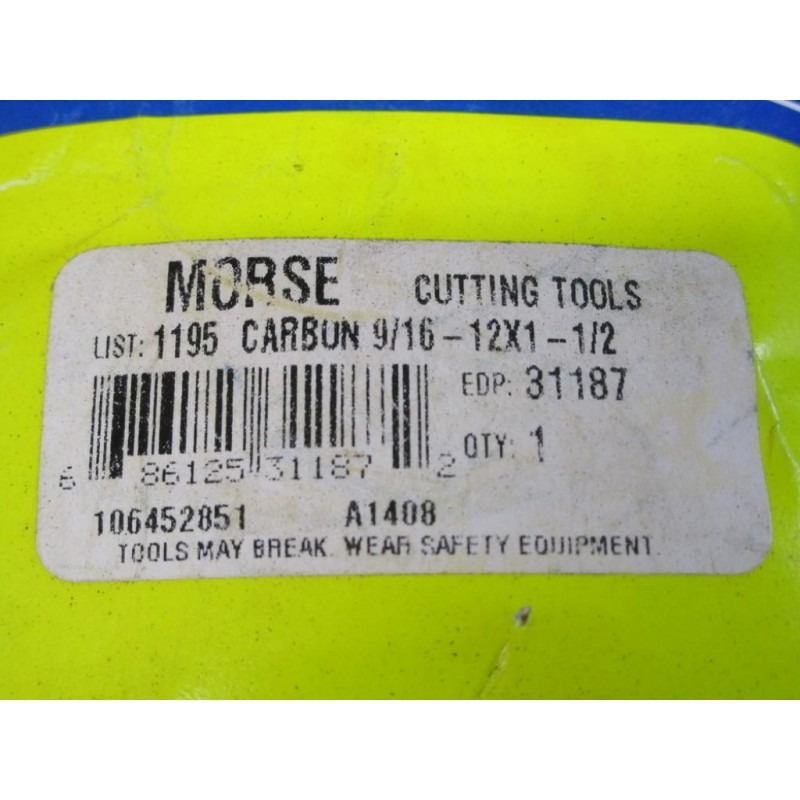 MORSE CUTTING TOOLS
LIST: 1195 CARBON 9/16-12X1-1/2
EDP: 31187
QTY: 1
6 86125 31187 2
106452851 A1408
TOOLS MAY BREAK. WEAR SAFETY EQUIPMENT.